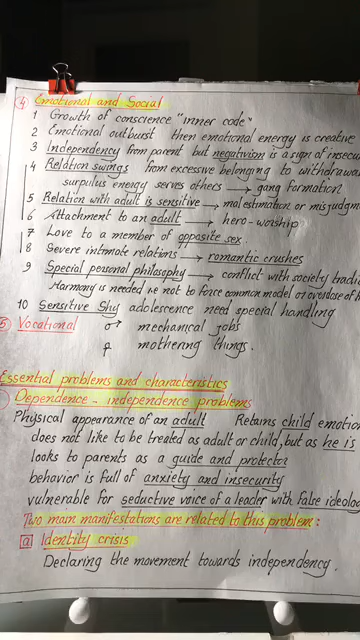 ④ Emotional and Social
1 Growth of conscience "inner code"
2 Emotional outburst then emotional energy is creative
3 Independency from parent but negativism is a sign of insecu
4 Relation swings from excessive belonging to withdrawa
surpulus energy serves others → gang formation
5 Relation with adult is sensitive → mal estimation or misjudgm
6 Attachment to an adult → hero-worship
7 Love to a member of opposite sex.
8 Severe intimate relations → romantic crushes
9 Special personal philosophy → conflict with society tradi
Harmony is needed i.e not to force common model or overdose of
10 Sensitive Shy adolescence need special handling
⑤ Vocational ♂ mechanical jobs
♀ mothering things.
Essential problems and characteristics
Dependence - independence problems
Physical appearance of an adult Retains child emotion
does not like to be treated as adult or child, but as he is
looks to parents as a guide and protector
behavior is full of anxiety and insecurity
vulnerable for seductive voice of a leader with false ideolog
Two main manifestations are related to this problem:
a Identity crisis
Declaring the movement towards independency.